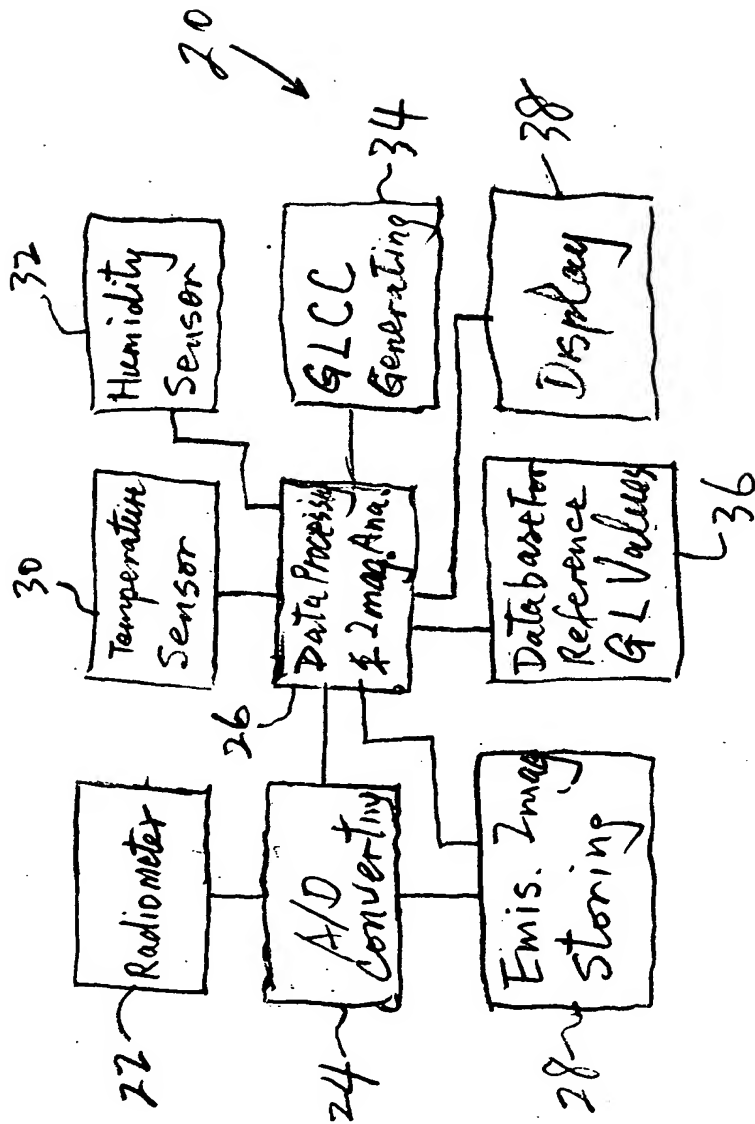 20
32
Humidity
Sensor
30
Temperature
Sensor
22
Radiometer
34
GLCC
Generating
26
Data Processing
& Imag. Ana.
24
A/D
Converting
38
Display
36
Database For
Reference
GL Values
28
Emis. Imag
Storing